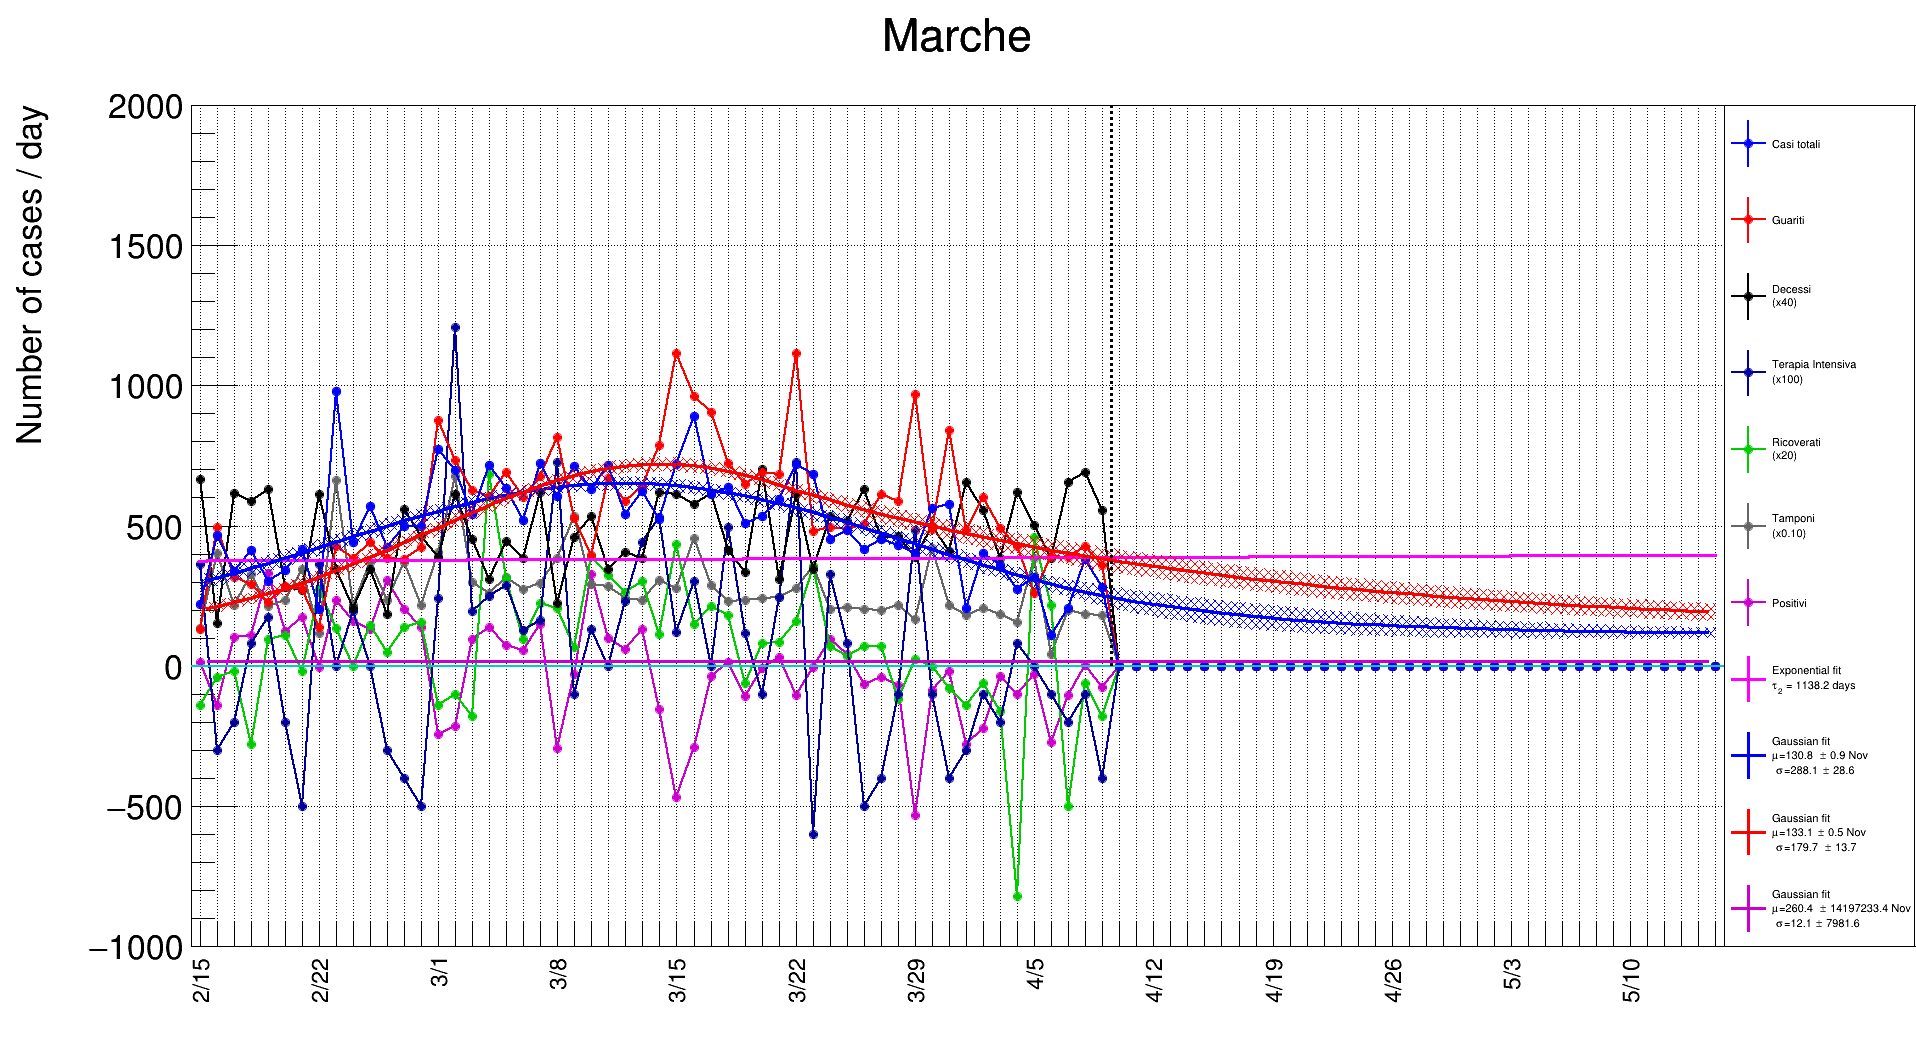 Marche
Number of cases / day
2000
1500
1000
500
0
−500
−1000
2/15
2/22
3/1
3/8
3/15
3/22
3/29
4/5
4/12
4/19
4/26
5/3
5/10
Casi totali
Guariti
Decessi
(x40)
Terapia Intensiva
(x100)
Ricoverati
(x20)
Tamponi
(x0.10)
Positivi
Exponential fit
τ2 = 1138.2 days
Gaussian fit
μ=130.8 ± 0.9 Nov
σ=288.1 ± 28.6
Gaussian fit
μ=133.1 ± 0.5 Nov
σ=179.7 ± 13.7
Gaussian fit
μ=260.4 ± 14197233.4 Nov
σ=12.1 ± 7981.6